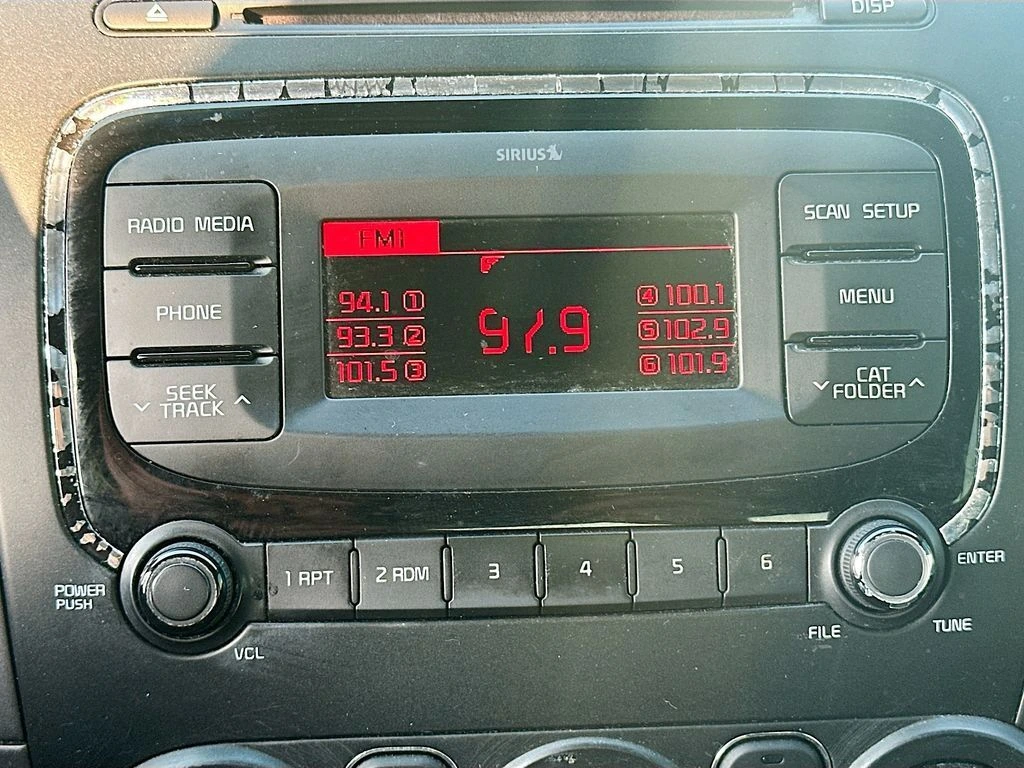 DISP
SIRIUS
RADIO MEDIA
PHONE
SEEK
TRACK
FM1
94.1 1
93.3 2
101.5 3
97.9
4 100.1
5 102.9
6 101.9
SCAN SETUP
MENU
CAT
FOLDER
POWER
PUSH
VOL
1 RPT
2 RDM
3
4
5
6
ENTER
FILE
TUNE